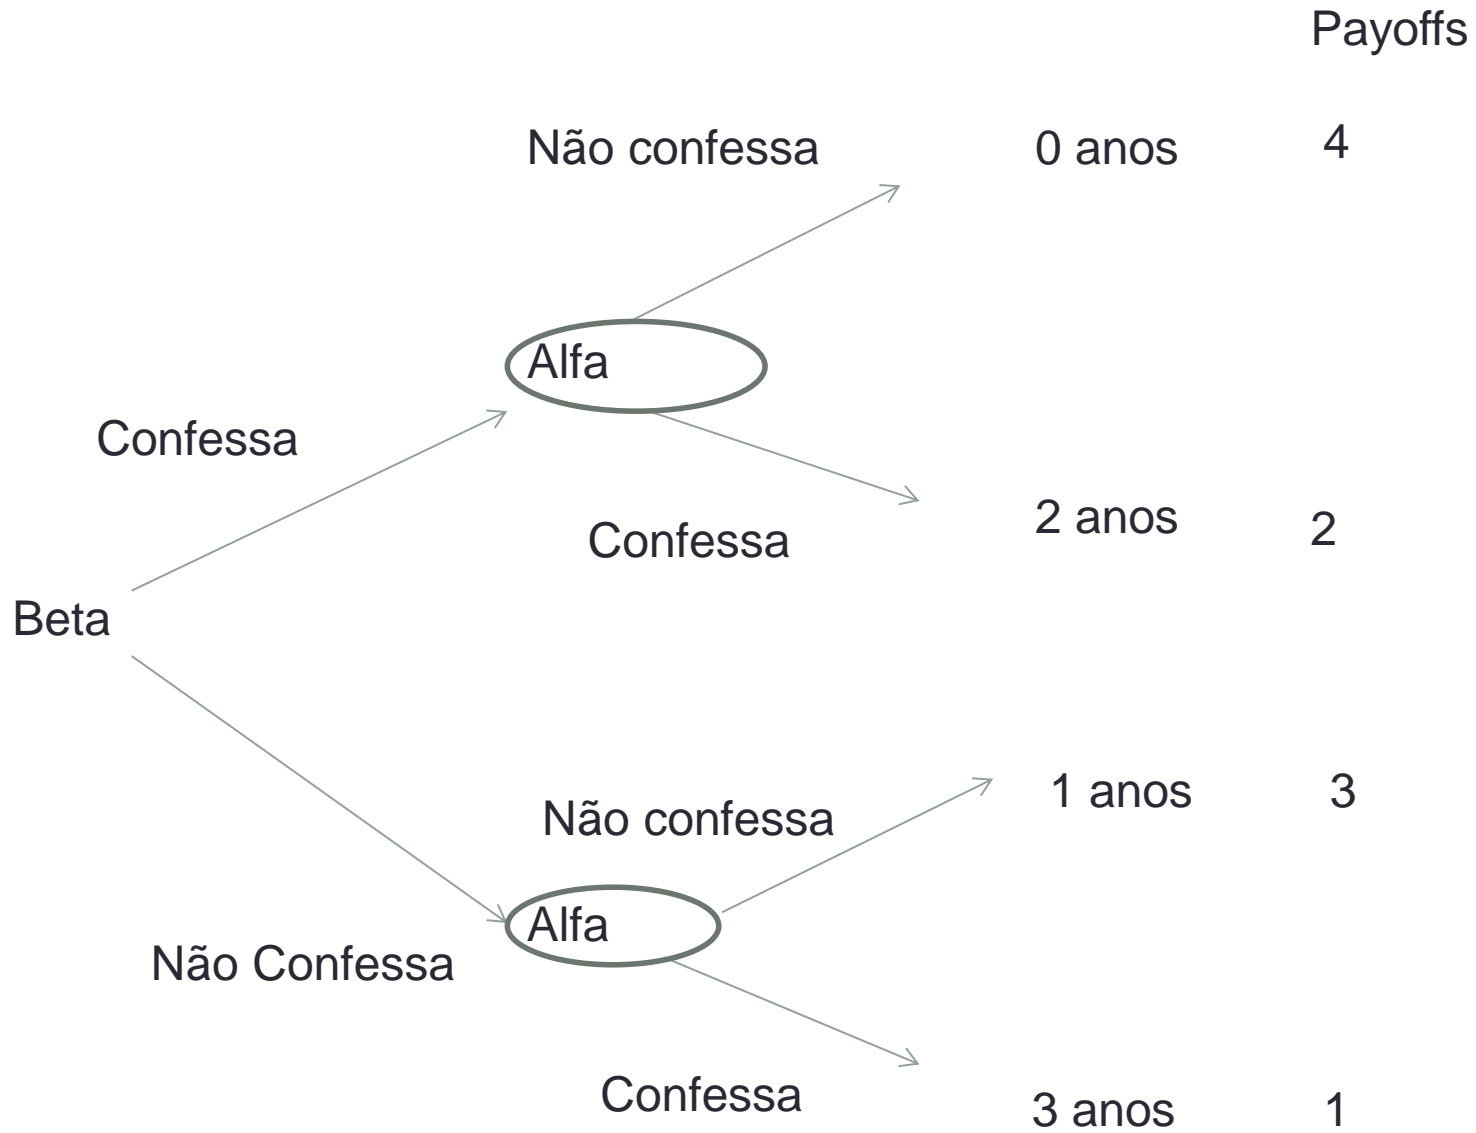 Payoffs
Não confessa 0 anos 4
Alfa
Confessa
2 anos 2
Confessa
Beta
1 anos 3
Não confessa
Alfa
Não Confessa
Confessa 3 anos 1